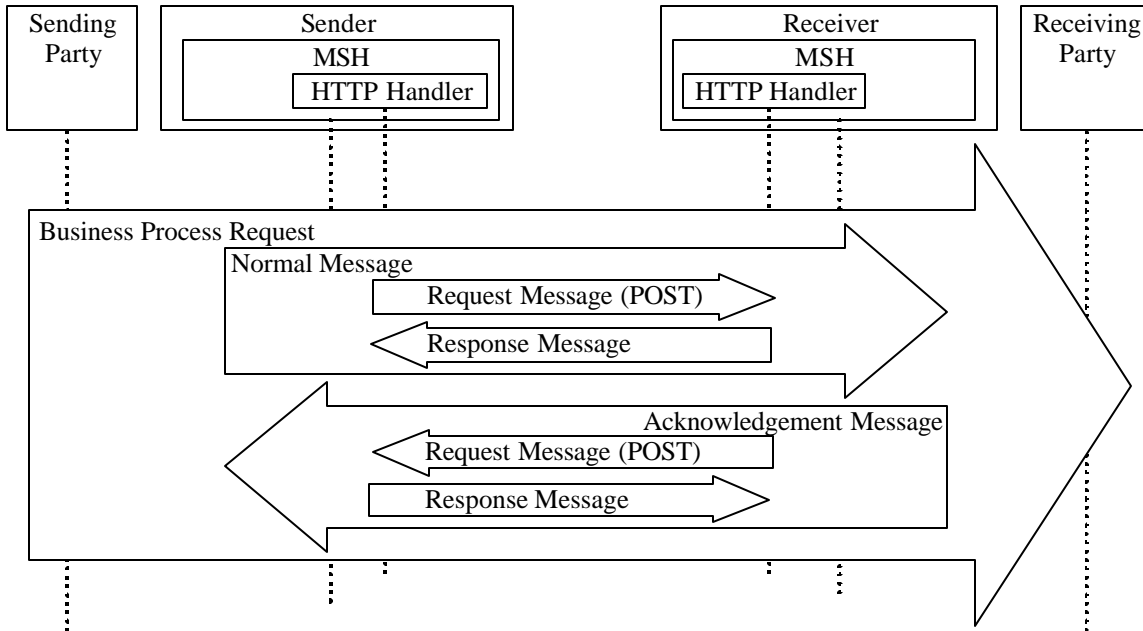 Sending
Party
Sender
MSH
HTTP Handler
Receiver
MSH
HTTP Handler
Receiving
Party
Business Process Request
Normal Message
Request Message (POST)
Response Message
Acknowledgement Message
Request Message (POST)
Response Message